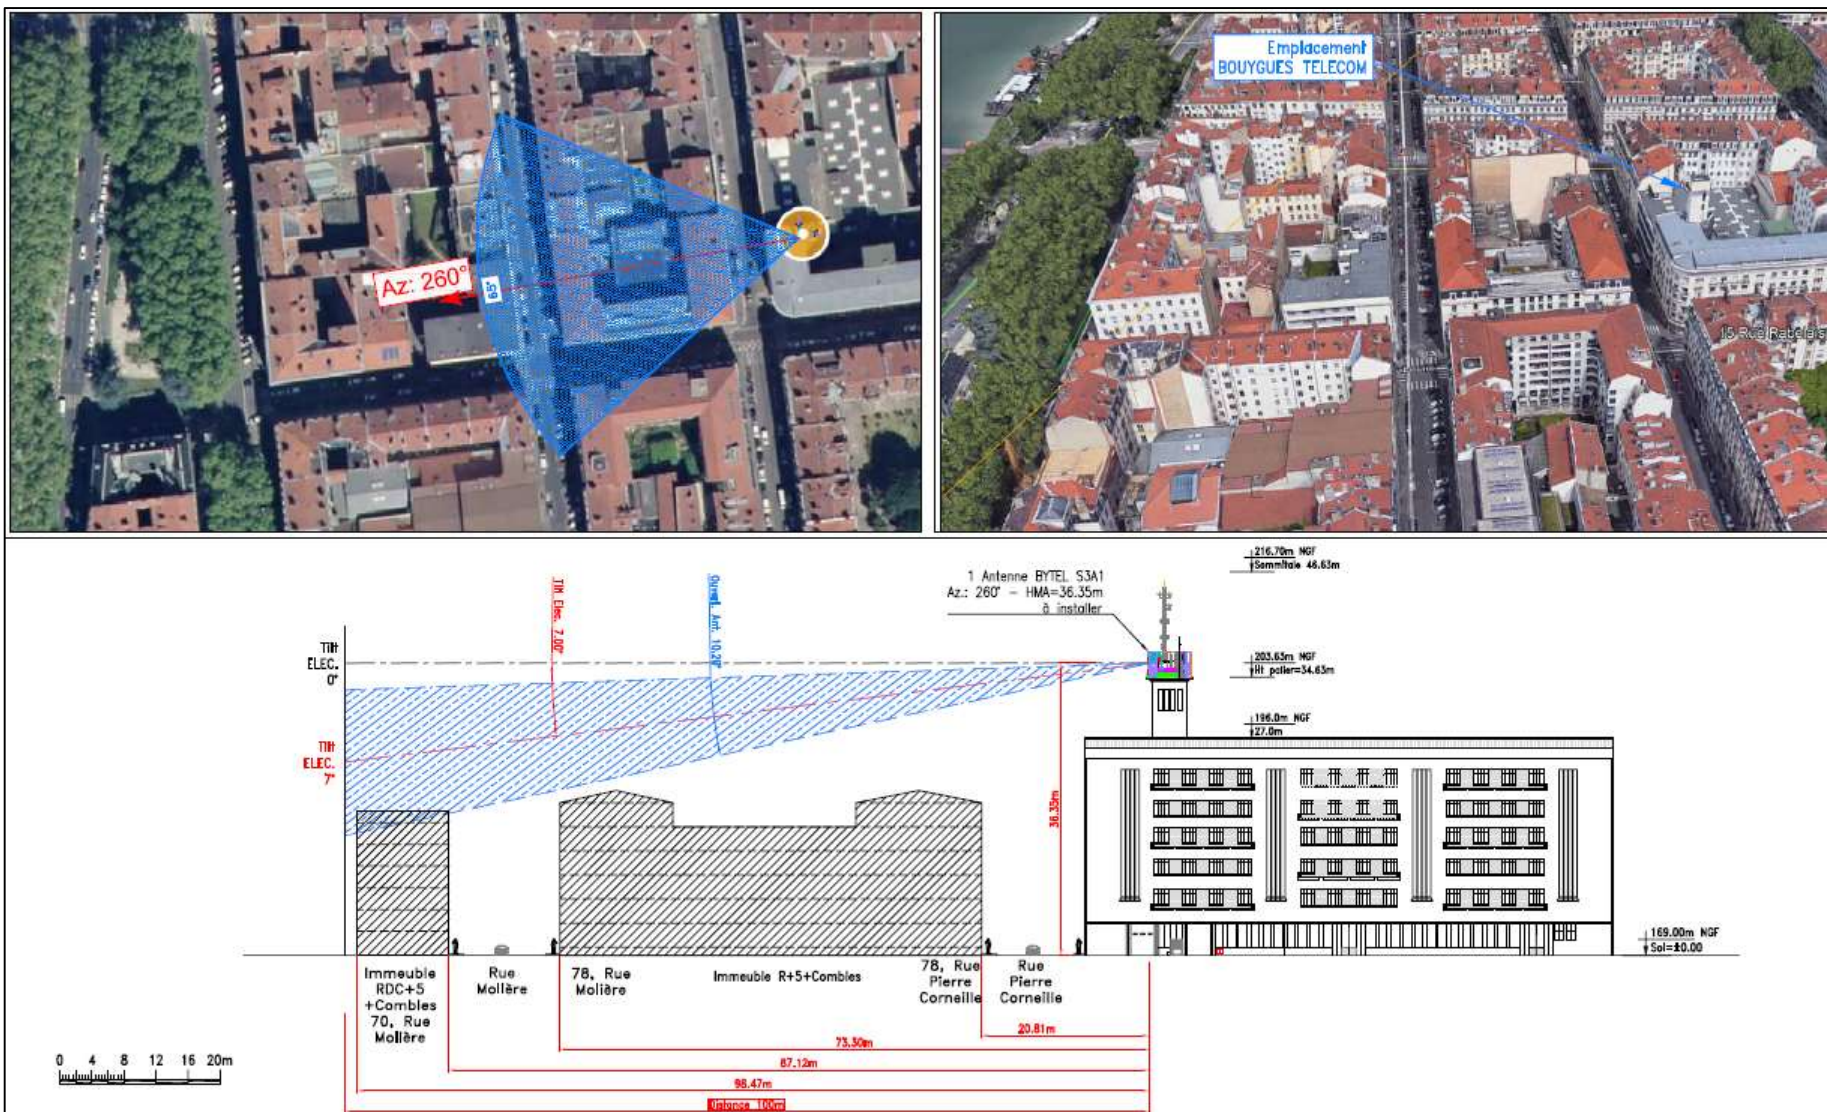 Az: 260°
65°
Emplacement
BOUYGUES TELECOM
15 Rue Rabelais
216.70m NGF
Sommitale 46.63m
1 Antenne BYTEL S3A1
Az.: 260° – HMA=36.35m
à installer
Tilt Elec. 7.00°
Ouvert. Ant. 10.20°
Tilt
ELEC.
0°
203.63m NGF
Ht palier=34.63m
196.0m NGF
27.0m
Tilt
ELEC.
7°
36.35m
169.00m NGF
Sol=±0.00
Immeuble
RDC+5
+Combles
70, Rue
Molière
Rue
Molière
78, Rue
Molière
Immeuble R+5+Combles
78, Rue
Pierre
Corneille
Rue
Pierre
Corneille
20.81m
73.30m
87.12m
98.47m
Distance 100m
0 4 8 12 16 20m